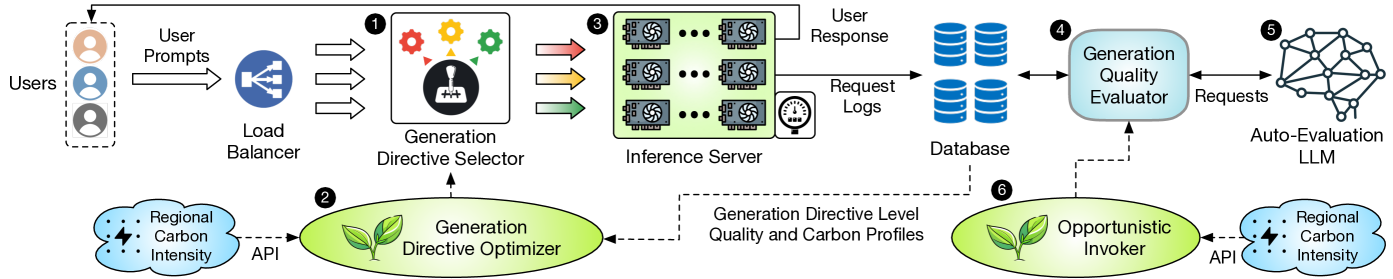 Users
User
Prompts
Load
Balancer
1
Generation
Directive Selector
3
Inference Server
User
Response
Request
Logs
Database
4
Generation
Quality
Evaluator
Requests
5
Auto-Evaluation
LLM
Regional
Carbon
Intensity
API
2
Generation
Directive Optimizer
Generation Directive Level
Quality and Carbon Profiles
6
Opportunistic
Invoker
API
Regional
Carbon
Intensity